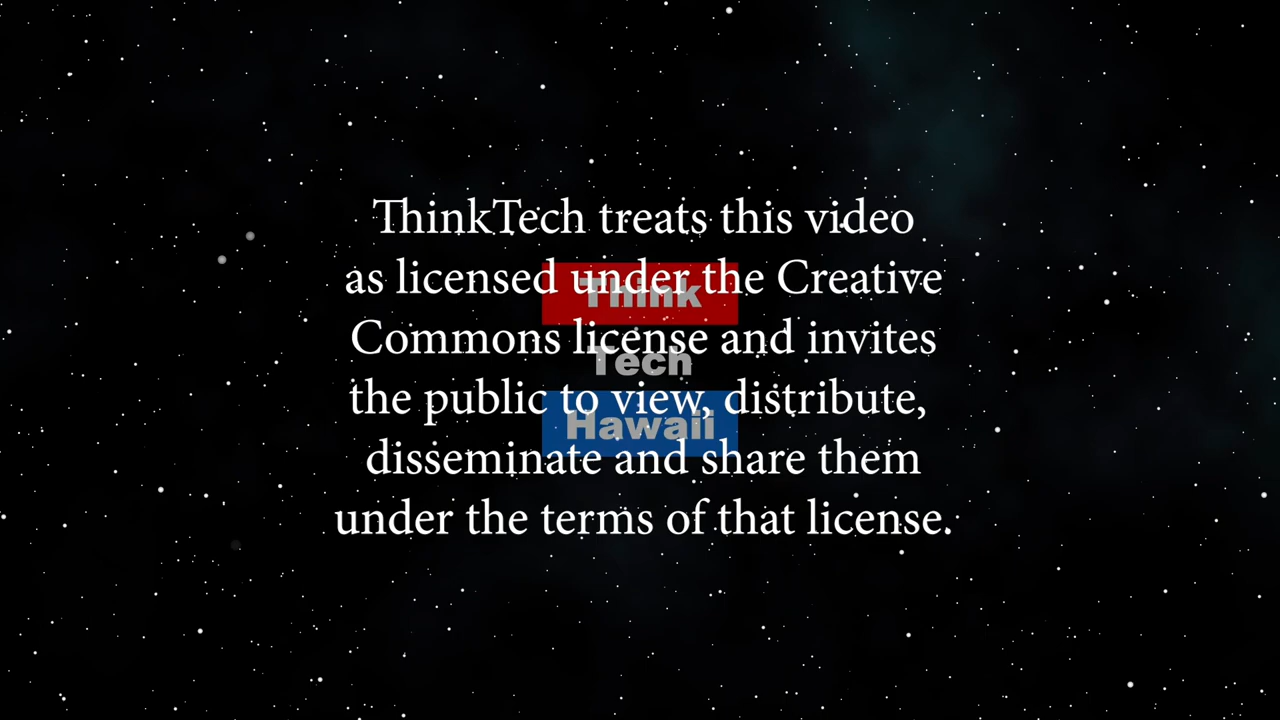 ThinkTech treats this video
as licensed under the Creative
Commons license and invites
the public to view, distribute,
disseminate and share them
under the terms of that license.
Think
Tech
Hawaii